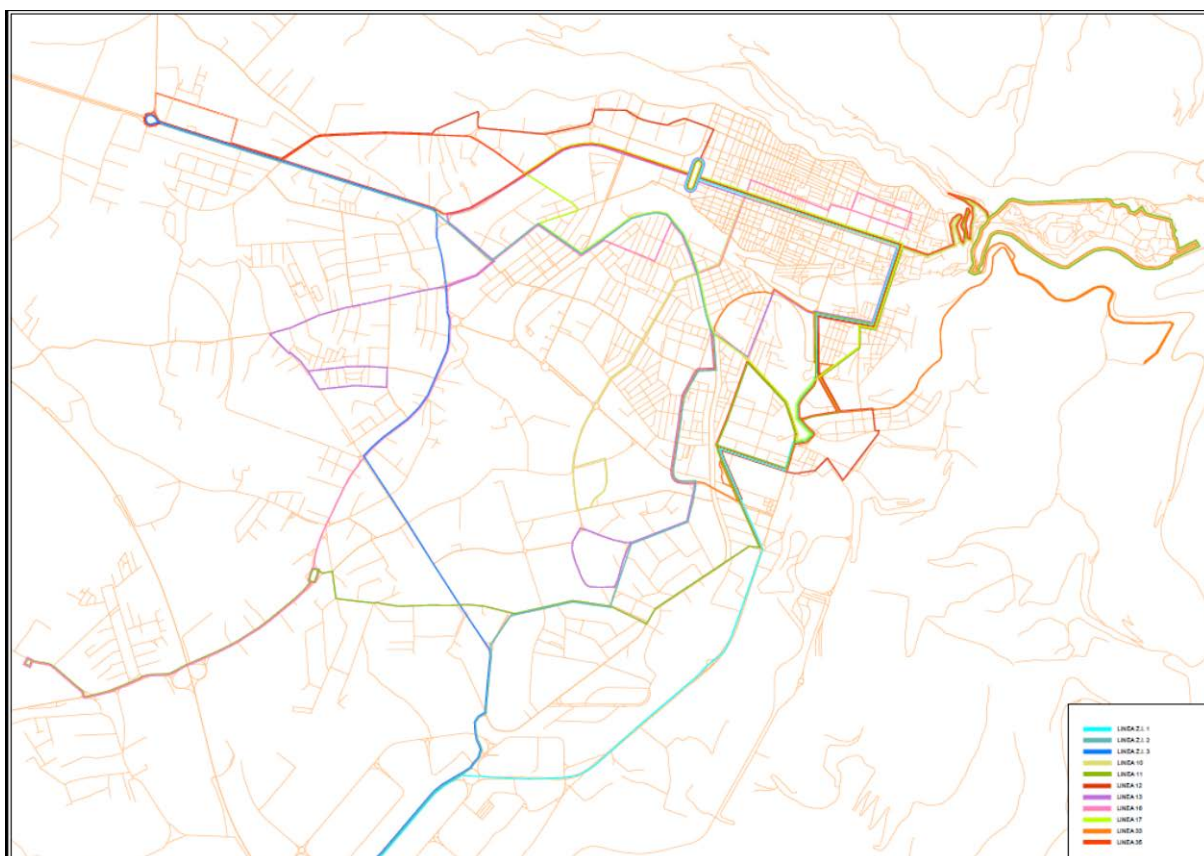 LINEA Z.I. 1
LINEA Z.I. 2
LINEA Z.I. 3
LINEA 10
LINEA 11
LINEA 12
LINEA 13
LINEA 16
LINEA 17
LINEA 33
LINEA 35